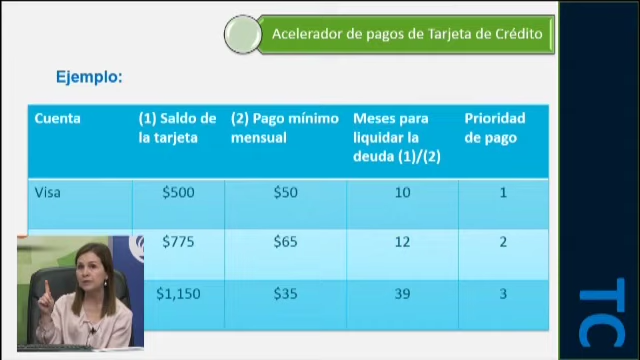 Acelerador de pagos de Tarjeta de Crédito
Ejemplo:
Cuenta (1) Saldo de la tarjeta (2) Pago mínimo mensual Meses para liquidar la deuda (1)/(2) Prioridad de pago
Visa $500 $50 10 1
$775 $65 12 2
$1,150 $35 39 3
TC